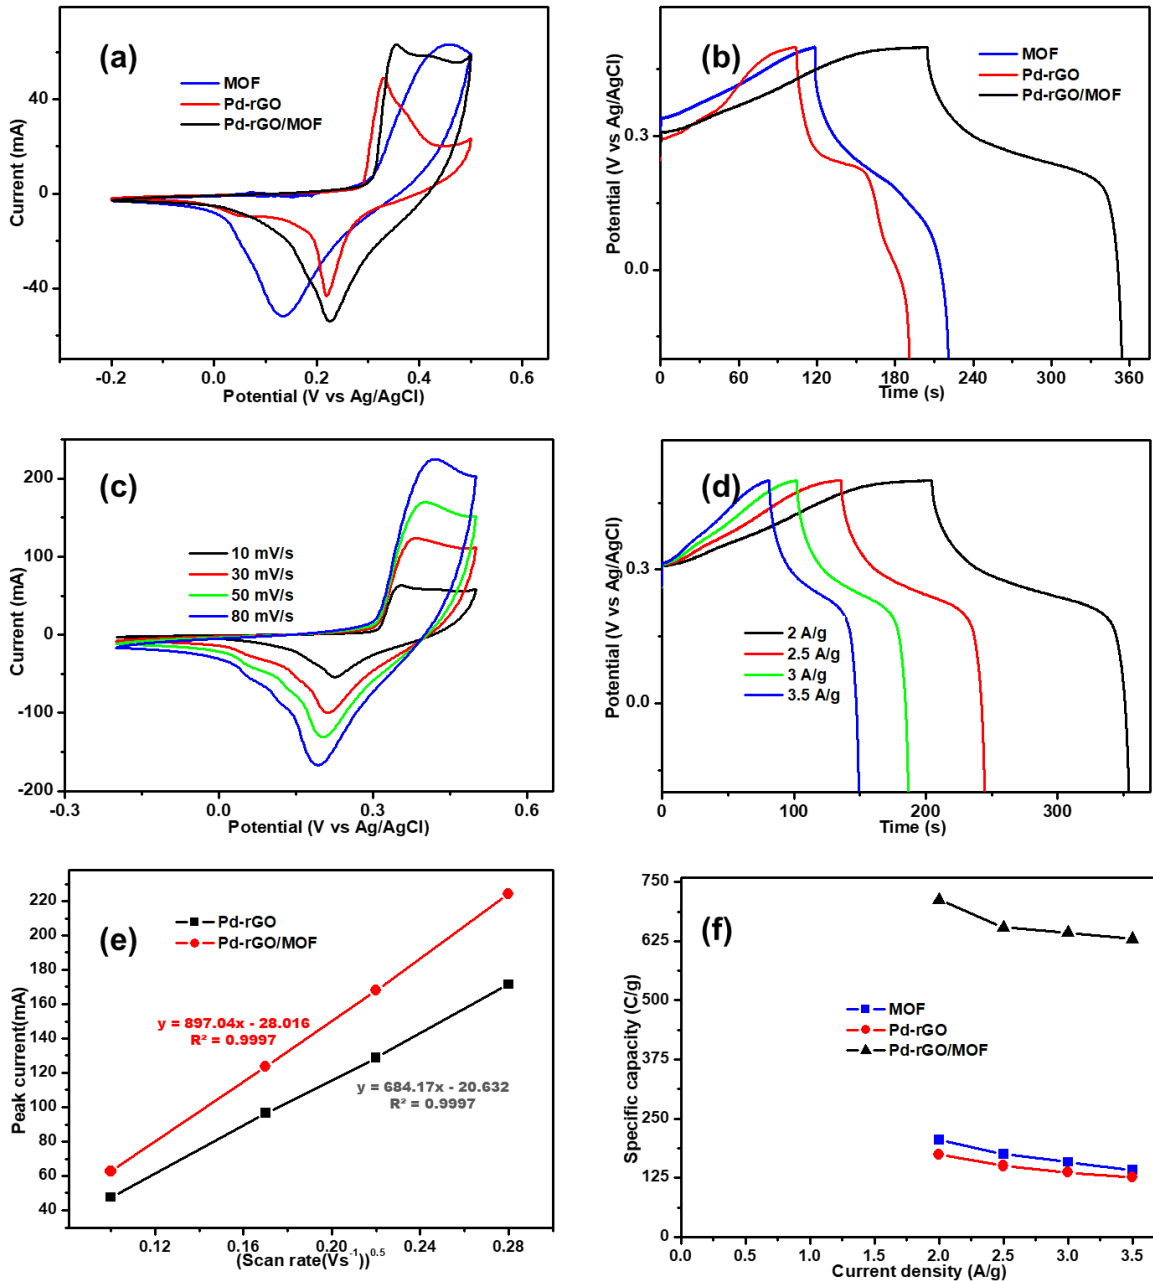 (a)
MOF
Pd-rGO
Pd-rGO/MOF
Current (mA)
40
0
-40
-0.2
0.0
0.2
0.4
0.6
Potential (V vs Ag/AgCl)
(b)
MOF
Pd-rGO
Pd-rGO/MOF
Potential (V vs Ag/AgCl)
0.3
0.0
0
60
120
180
240
300
360
Time (s)
(c)
10 mV/s
30 mV/s
50 mV/s
80 mV/s
Current (mA)
200
100
0
-100
-200
-0.3
0.0
0.3
0.6
Potential (V vs Ag/AgCl)
(d)
2 A/g
2.5 A/g
3 A/g
3.5 A/g
Potential (V vs Ag/AgCl)
0.3
0.0
0
100
200
300
Time (s)
(e)
Pd-rGO
Pd-rGO/MOF
y = 897.04x - 28.016
R² = 0.9997
y = 684.17x - 20.632
R² = 0.9997
Peak current(mA)
220
200
180
160
140
120
100
80
60
40
0.12
0.16
0.20
0.24
0.28
(Scan rate(Vs⁻¹))⁰·⁵
(f)
MOF
Pd-rGO
Pd-rGO/MOF
Specific capacity (C/g)
750
625
500
375
250
125
0
0.0
0.5
1.0
1.5
2.0
2.5
3.0
3.5
Current density (A/g)